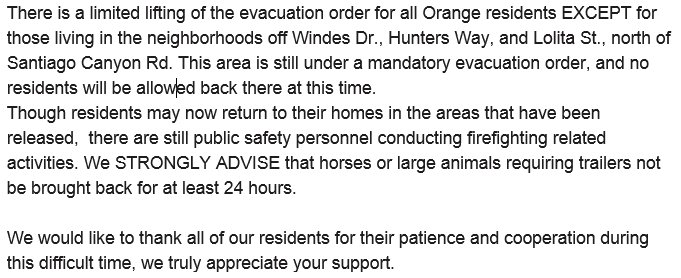 There is a limited lifting of the evacuation order for all Orange residents EXCEPT for
those living in the neighborhoods off Windes Dr., Hunters Way, and Lolita St., north of
Santiago Canyon Rd. This area is still under a mandatory evacuation order, and no
residents will be allowed back there at this time.
Though residents may now return to their homes in the areas that have been
released,  there are still public safety personnel conducting firefighting related
activities. We STRONGLY ADVISE that horses or large animals requiring trailers not
be brought back for at least 24 hours.

We would like to thank all of our residents for their patience and cooperation during
this difficult time, we truly appreciate your support.